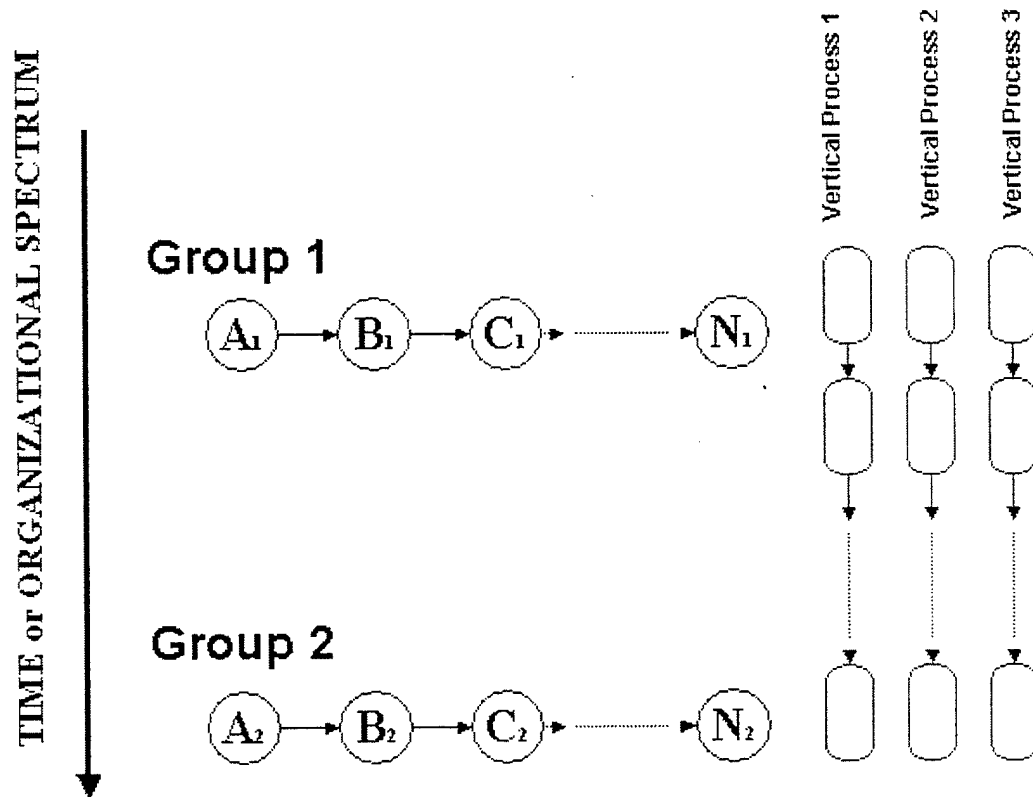 TIME or ORGANIZATIONAL SPECTRUM
Vertical Process 1
Vertical Process 2
Vertical Process 3
Group 1
A₁ B₁ C₁ N₁
Group 2
A₂ B₂ C₂ N₂